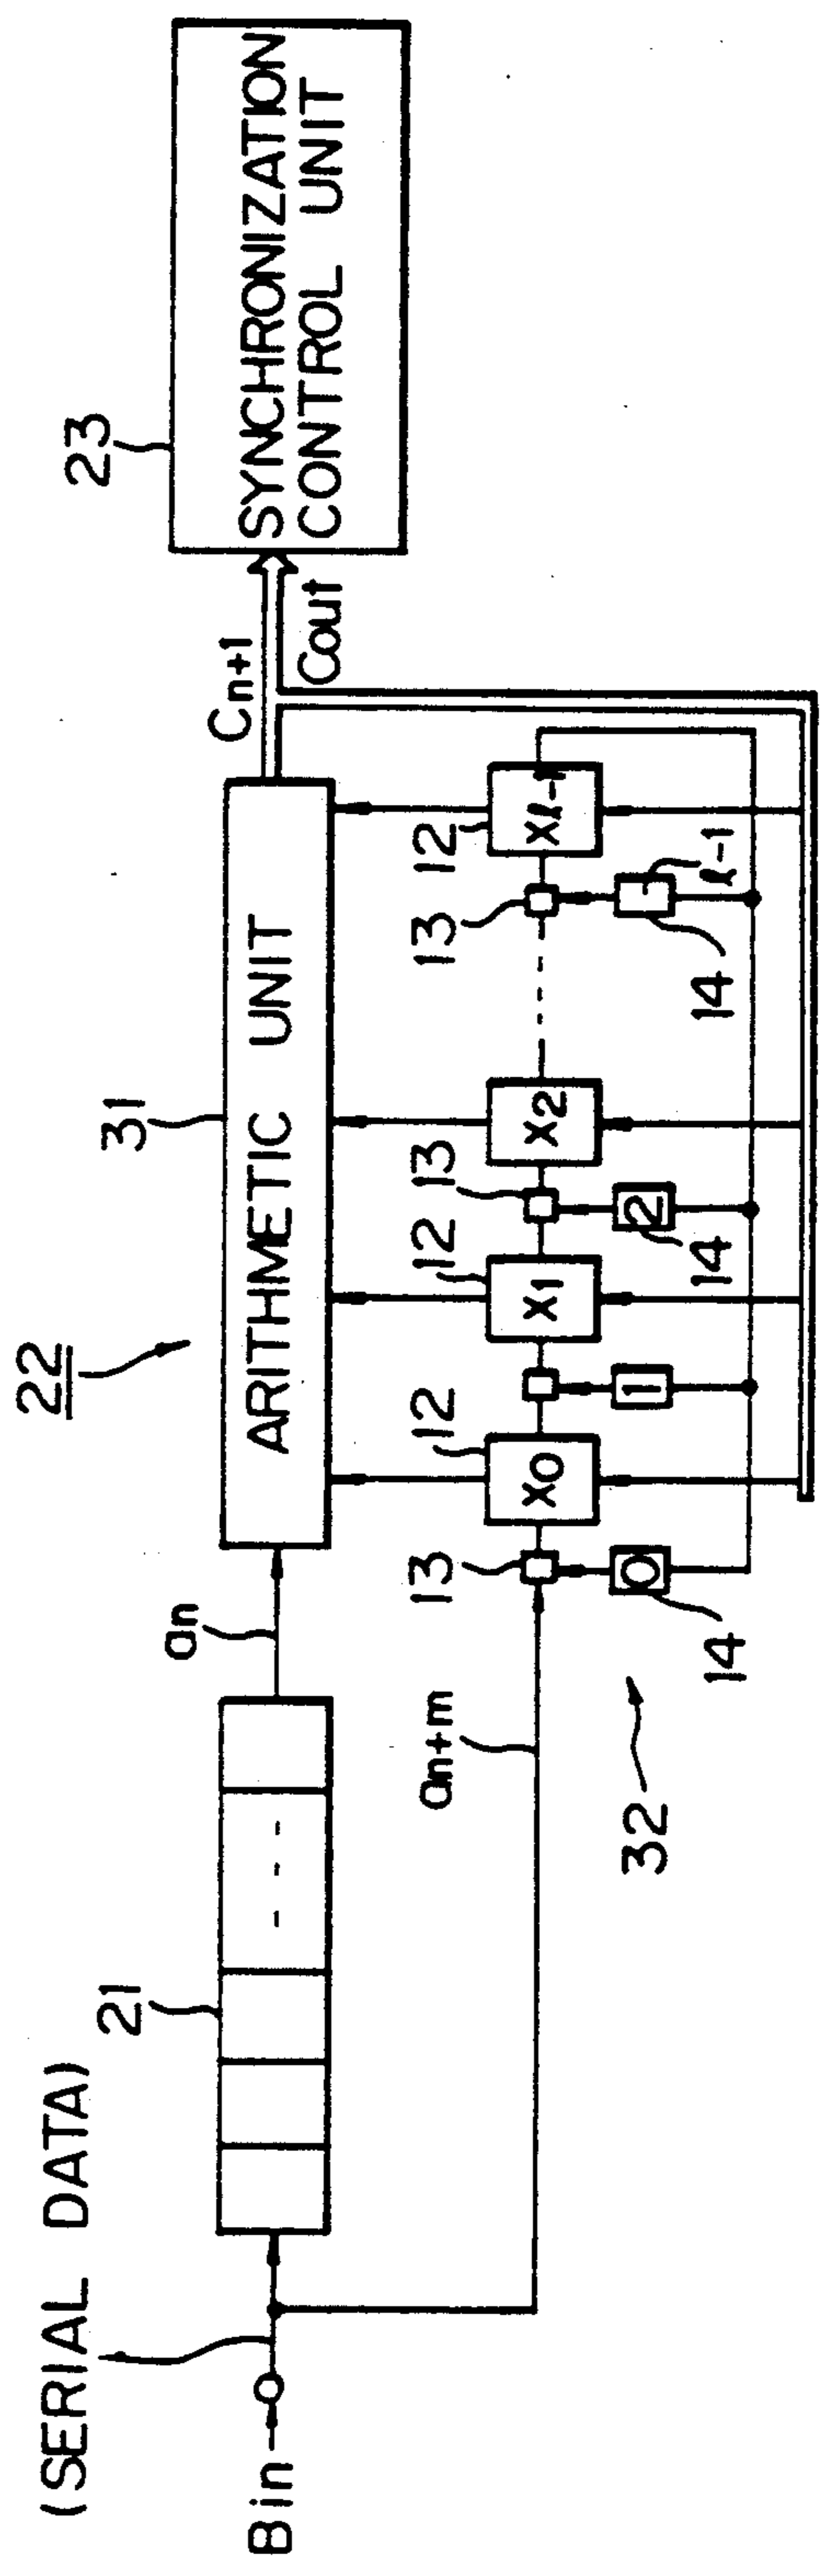 (SERIAL DATA)
Bin
21
an
an+m
22
31
ARITHMETIC UNIT
Cn+1
Cout
23
SYNCHRONIZATION
CONTROL UNIT
32
13
12
x0
14
0
1
12
x1
13
14
2
x2
13
14
ℓ-1
12
xℓ-1